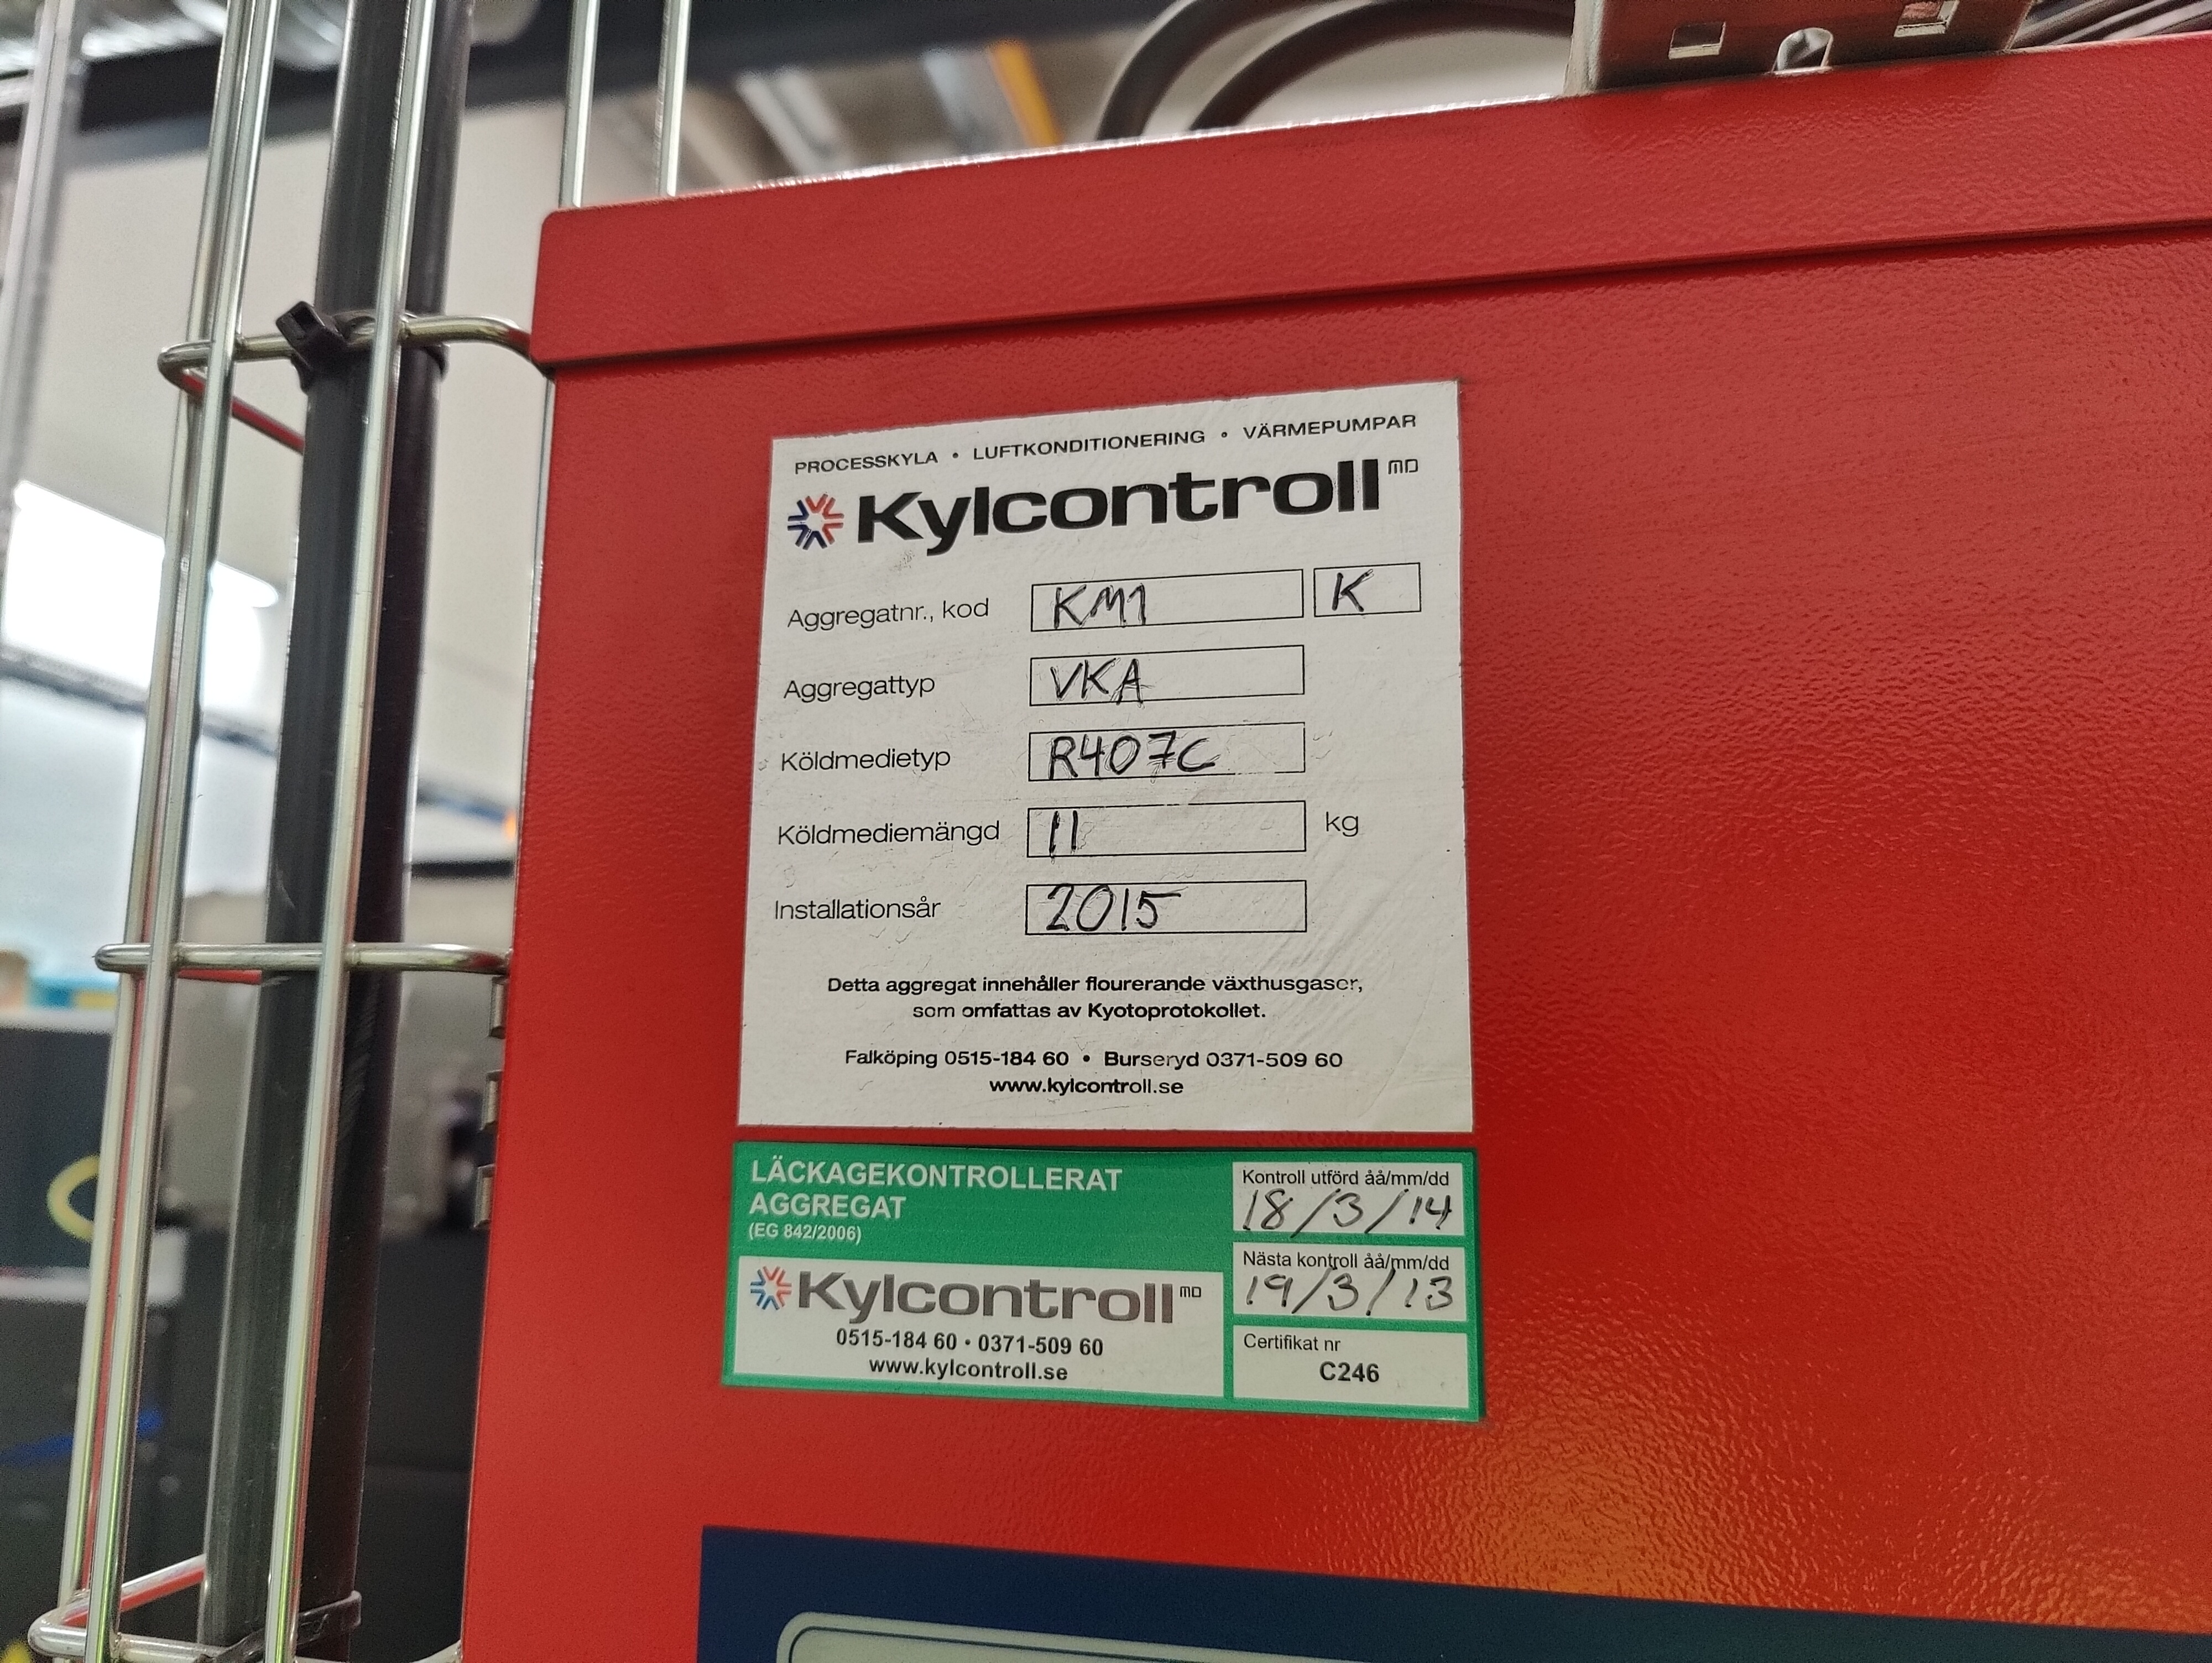 PROCESSKYLA • LUFTKONDITIONERING • VÄRMEPUMPAR
Kylcontroll MD
Aggregatnr., kod KM1 K
Aggregattyp VKA
Köldmedietyp R407C
Köldmediemängd 11 kg
Installationsår 2015
Detta aggregat innehåller flourerande växthusgaser,
som omfattas av Kyotoprotokollet.
Falköping 0515-184 60 • Burseryd 0371-509 60
www.kylcontroll.se
LÄCKAGEKONTROLLERAT
AGGREGAT
(EG 842/2006)
Kylcontroll MD
0515-184 60 • 0371-509 60
www.kylcontroll.se
Kontroll utförd åå/mm/dd
18/3/14
Nästa kontroll åå/mm/dd
19/3/13
Certifikat nr
C246